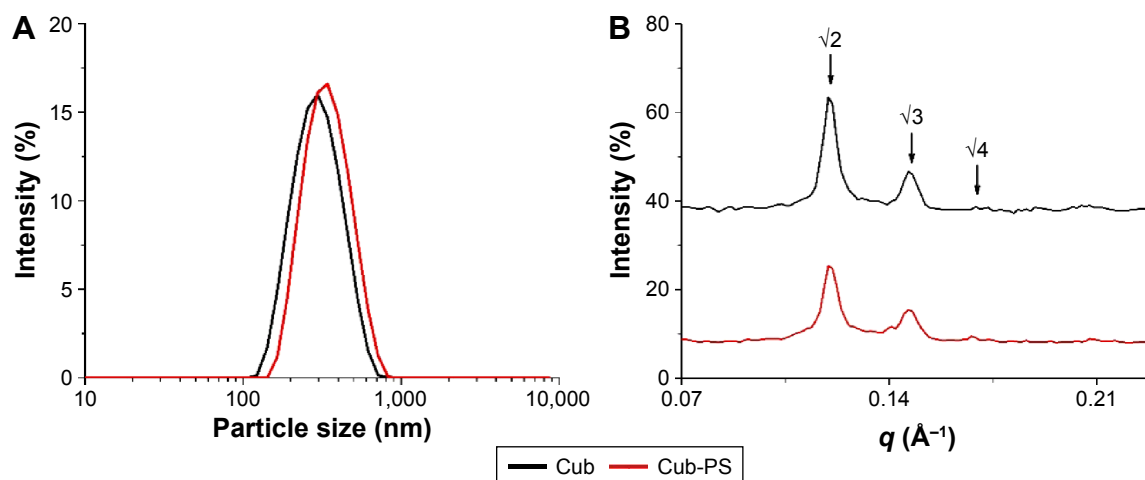 A
20
15
10
5
0
Intensity (%)
10
100
1,000
10,000
Particle size (nm)
B
80
60
40
20
0
Intensity (%)
√2
√3
√4
0.07
0.14
0.21
q (Å⁻¹)
Cub
Cub-PS